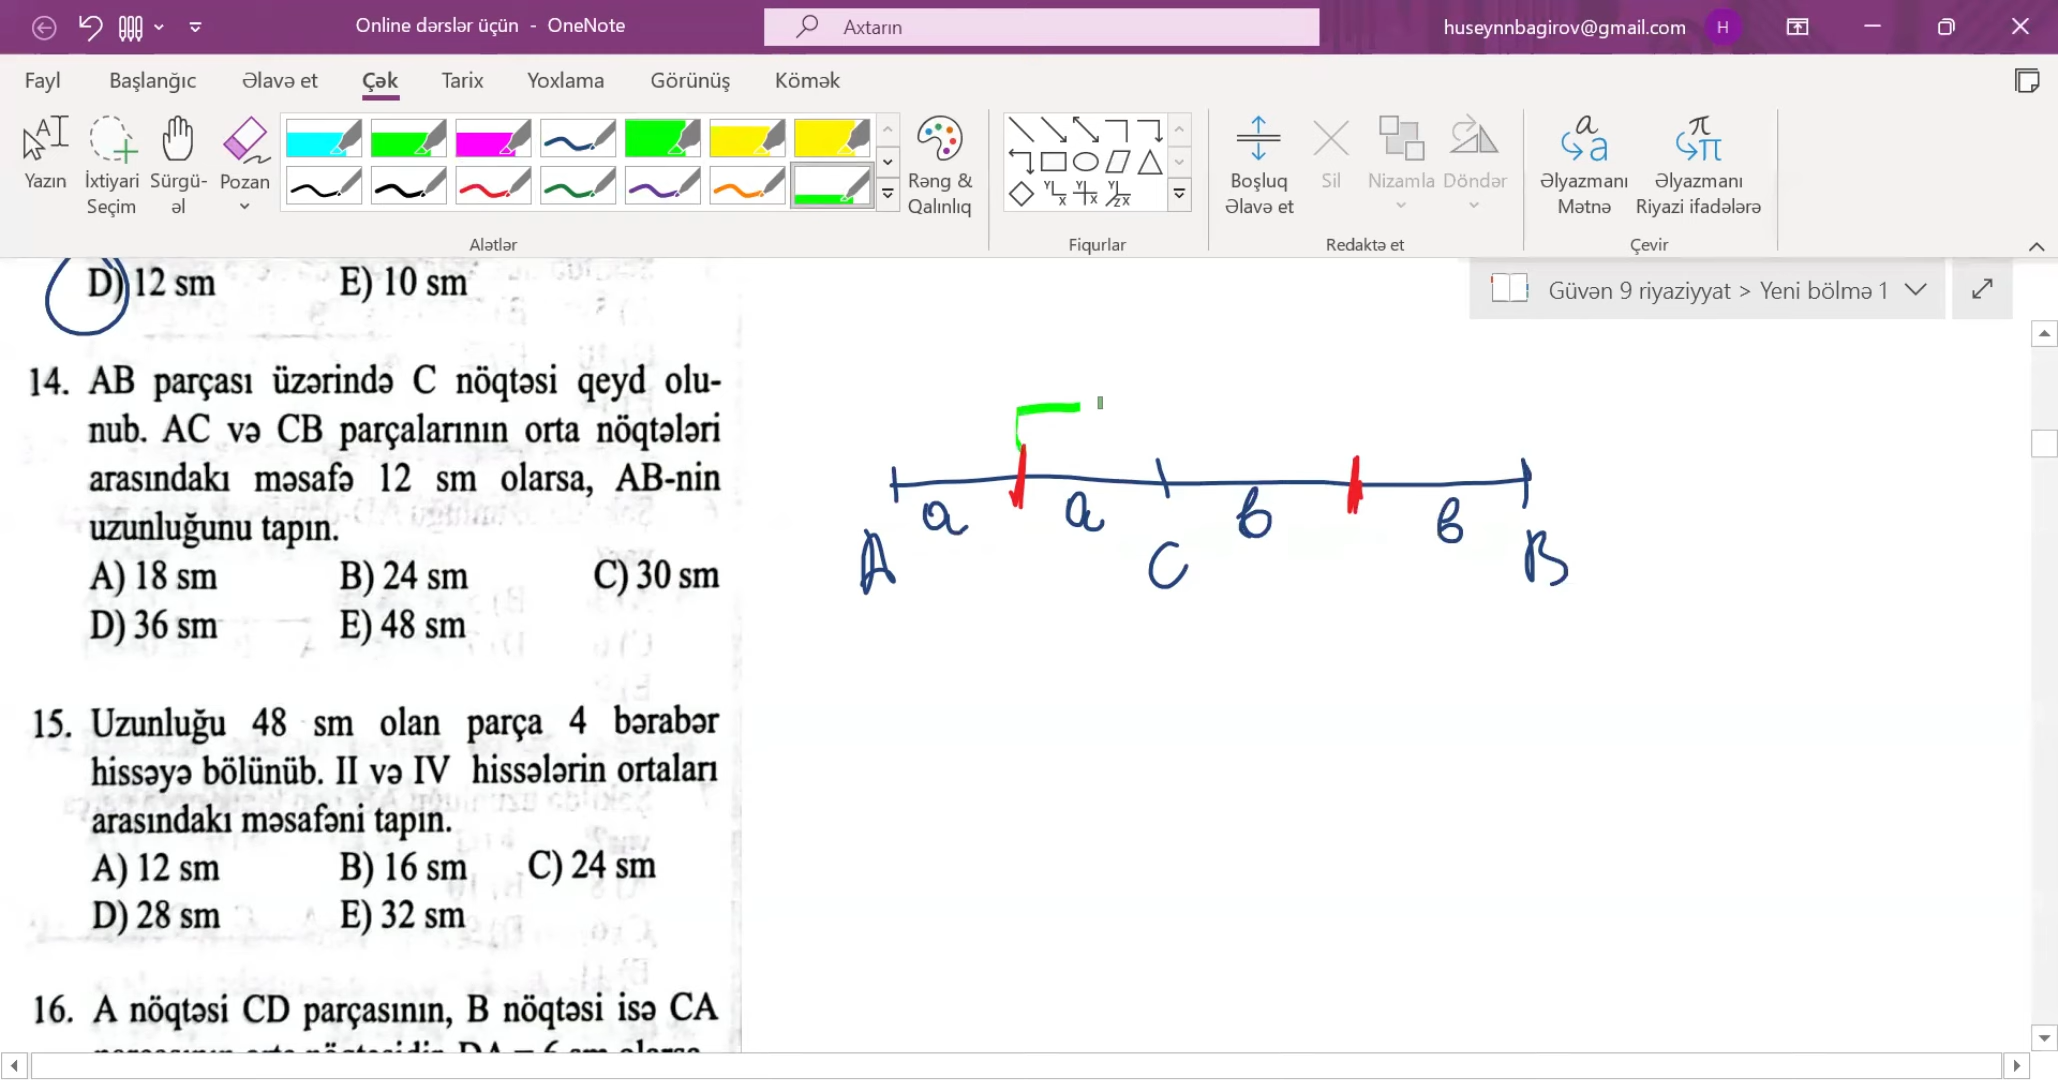 Online dərslər üçün - OneNote
Axtarın
huseynnbagirov@gmail.com H
Fayl Başlanğıc Əlavə et Çək Tarix Yoxlama Görünüş Kömək
Yazın
İxtiyari Seçim
Sürgü-əl
Pozan
Rəng & Qalınlıq
Boşluq Əlavə et
Sil
Nizamla
Döndər
Əlyazmanı Mətnə
Əlyazmanı Riyazi ifadələrə
Alətlər Fiqurlar Redaktə et Çevir
Güvən 9 riyaziyyat > Yeni bölmə 1
D) 12 sm E) 10 sm
14. AB parçası üzərində C nöqtəsi qeyd olu-
nub. AC və CB parçalarının orta nöqtələri
arasındakı məsafə 12 sm olarsa, AB-nin
uzunluğunu tapın.
A) 18 sm B) 24 sm C) 30 sm
D) 36 sm E) 48 sm
15. Uzunluğu 48 sm olan parça 4 bərabər
hissəyə bölünüb. II və IV hissələrin ortaları
arasındakı məsafəni tapın.
A) 12 sm B) 16 sm C) 24 sm
D) 28 sm E) 32 sm
16. A nöqtəsi CD parçasının, B nöqtəsi isə CA
a a b b
A C B